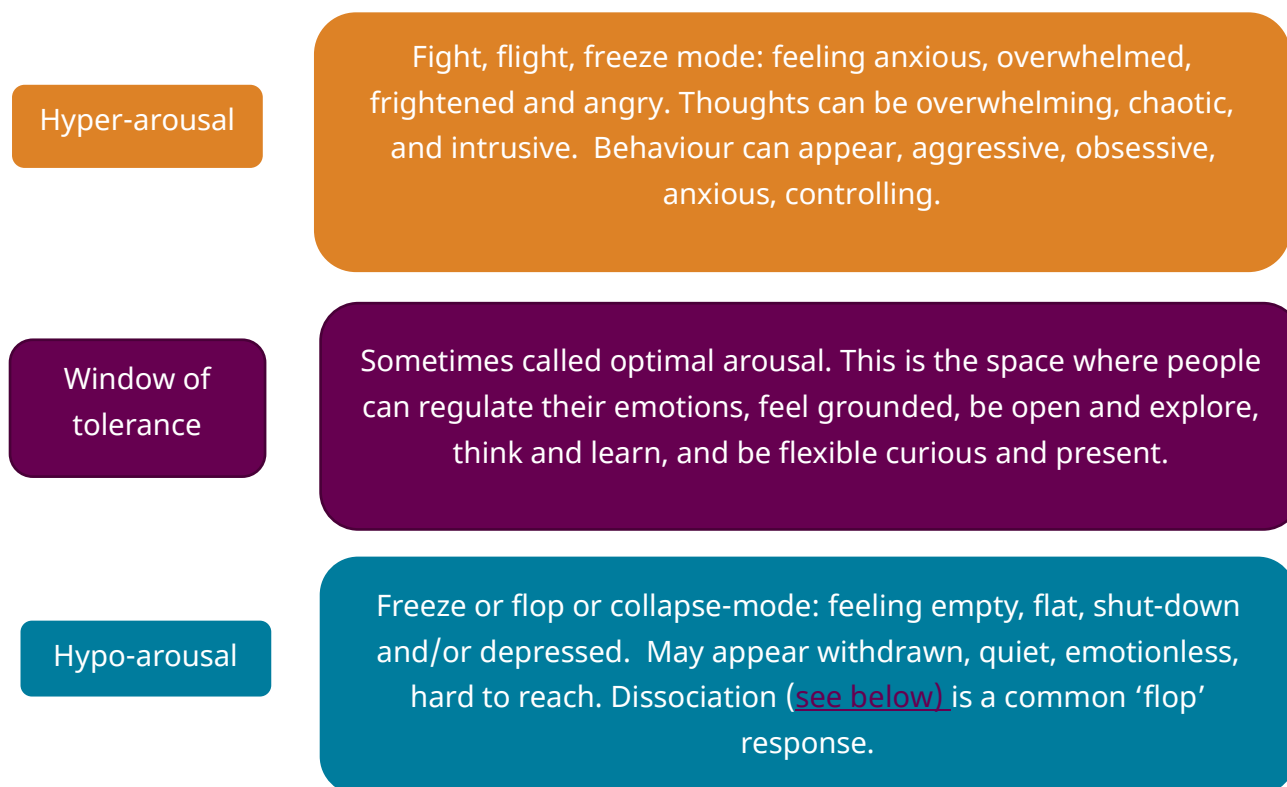 Hyper-arousal
Fight, flight, freeze mode: feeling anxious, overwhelmed,
frightened and angry. Thoughts can be overwhelming, chaotic,
and intrusive.  Behaviour can appear, aggressive, obsessive,
anxious, controlling.
Window of
tolerance
Sometimes called optimal arousal. This is the space where people
can regulate their emotions, feel grounded, be open and explore,
think and learn, and be flexible curious and present.
Hypo-arousal
Freeze or flop or collapse-mode: feeling empty, flat, shut-down
and/or depressed.  May appear withdrawn, quiet, emotionless,
hard to reach. Dissociation (see below) is a common ‘flop’
response.